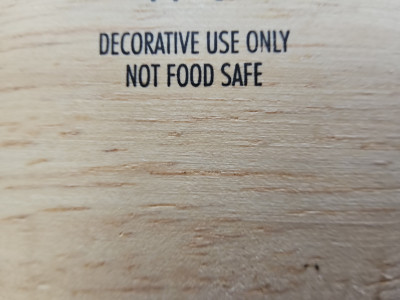 DECORATIVE USE ONLY
NOT FOOD SAFE